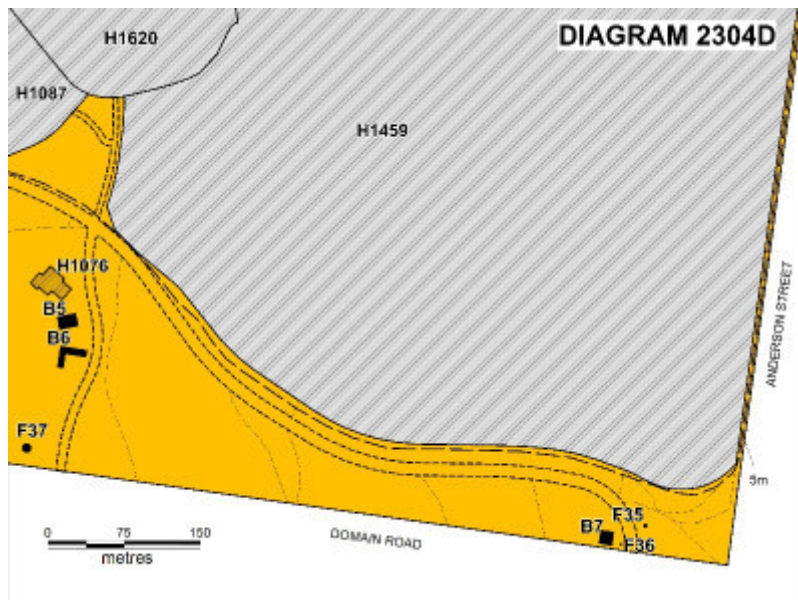 DIAGRAM 2304D
H1620
H1087
H1459
H1076
B5
B6
F37
ANDERSON STREET
5m
F35
B7
F36
DOMAIN ROAD
0 75 150
metres